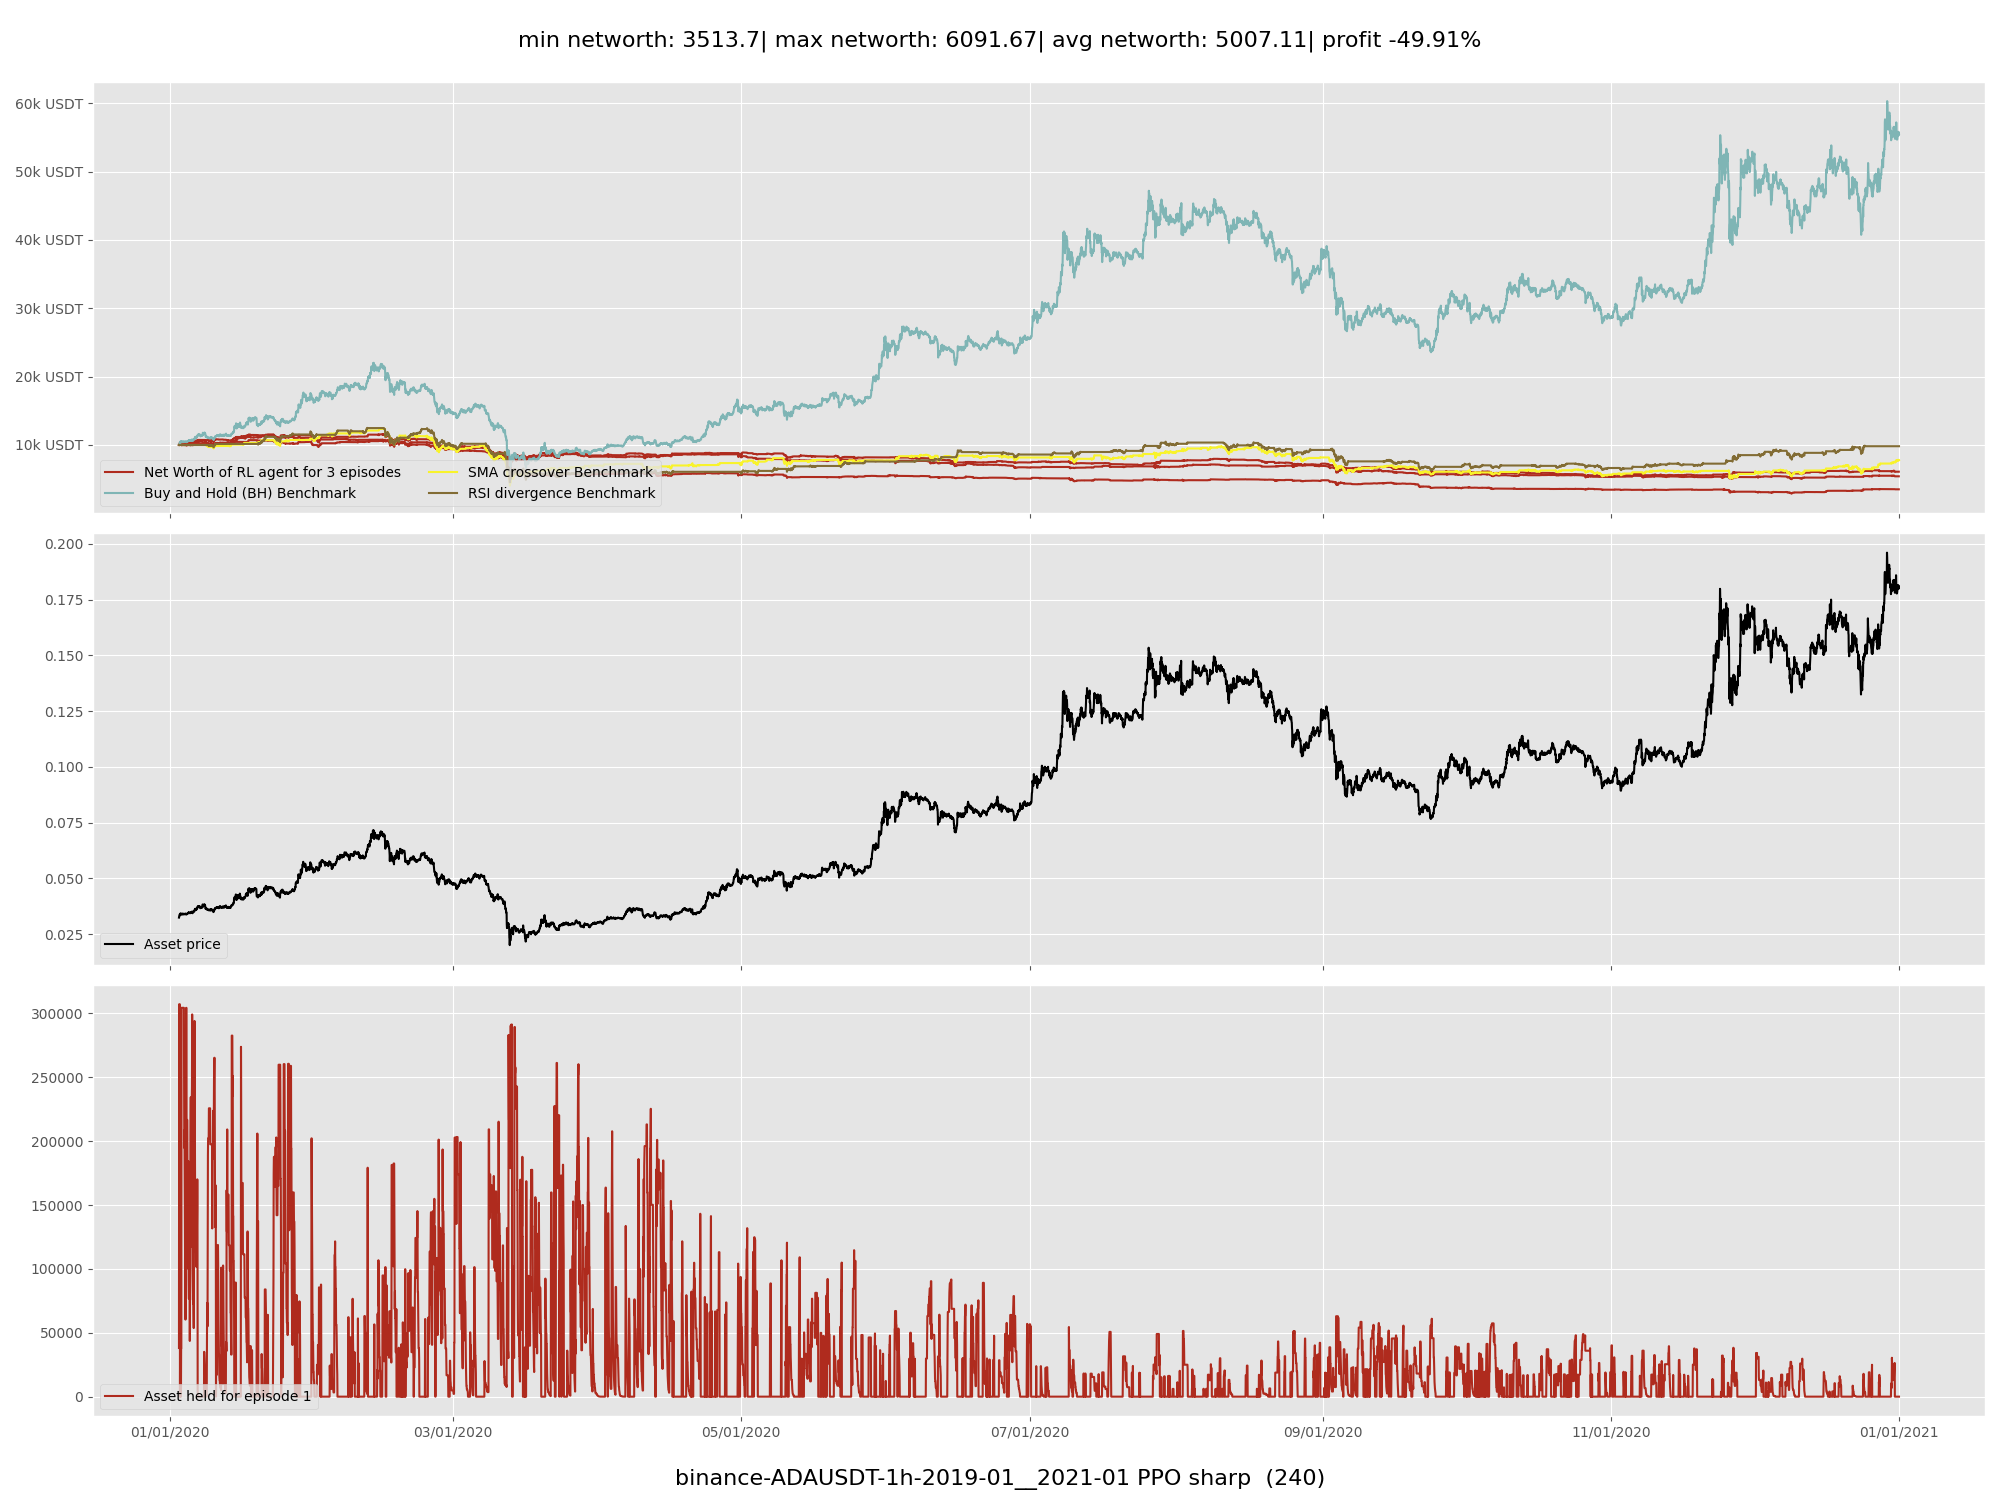 min networth: 3513.7| max networth: 6091.67| avg networth: 5007.11| profit -49.91%
60k USDT
50k USDT
40k USDT
30k USDT
20k USDT
10k USDT
Net Worth of RL agent for 3 episodes
Buy and Hold (BH) Benchmark
SMA crossover Benchmark
RSI divergence Benchmark
0.200
0.175
0.150
0.125
0.100
0.075
0.050
0.025
Asset price
300000
250000
200000
150000
100000
50000
0
Asset held for episode 1
01/01/2020
03/01/2020
05/01/2020
07/01/2020
09/01/2020
11/01/2020
01/01/2021
binance-ADAUSDT-1h-2019-01__2021-01 PPO sharp (240)